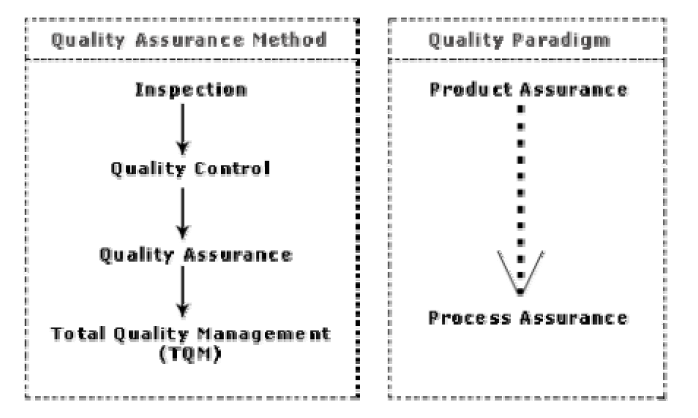 Quality Assurance Method
Inspection
Quality Control
Quality Assurance
Total Quality Management
(TQM)
Quality Paradigm
Product Assurance
Process Assurance